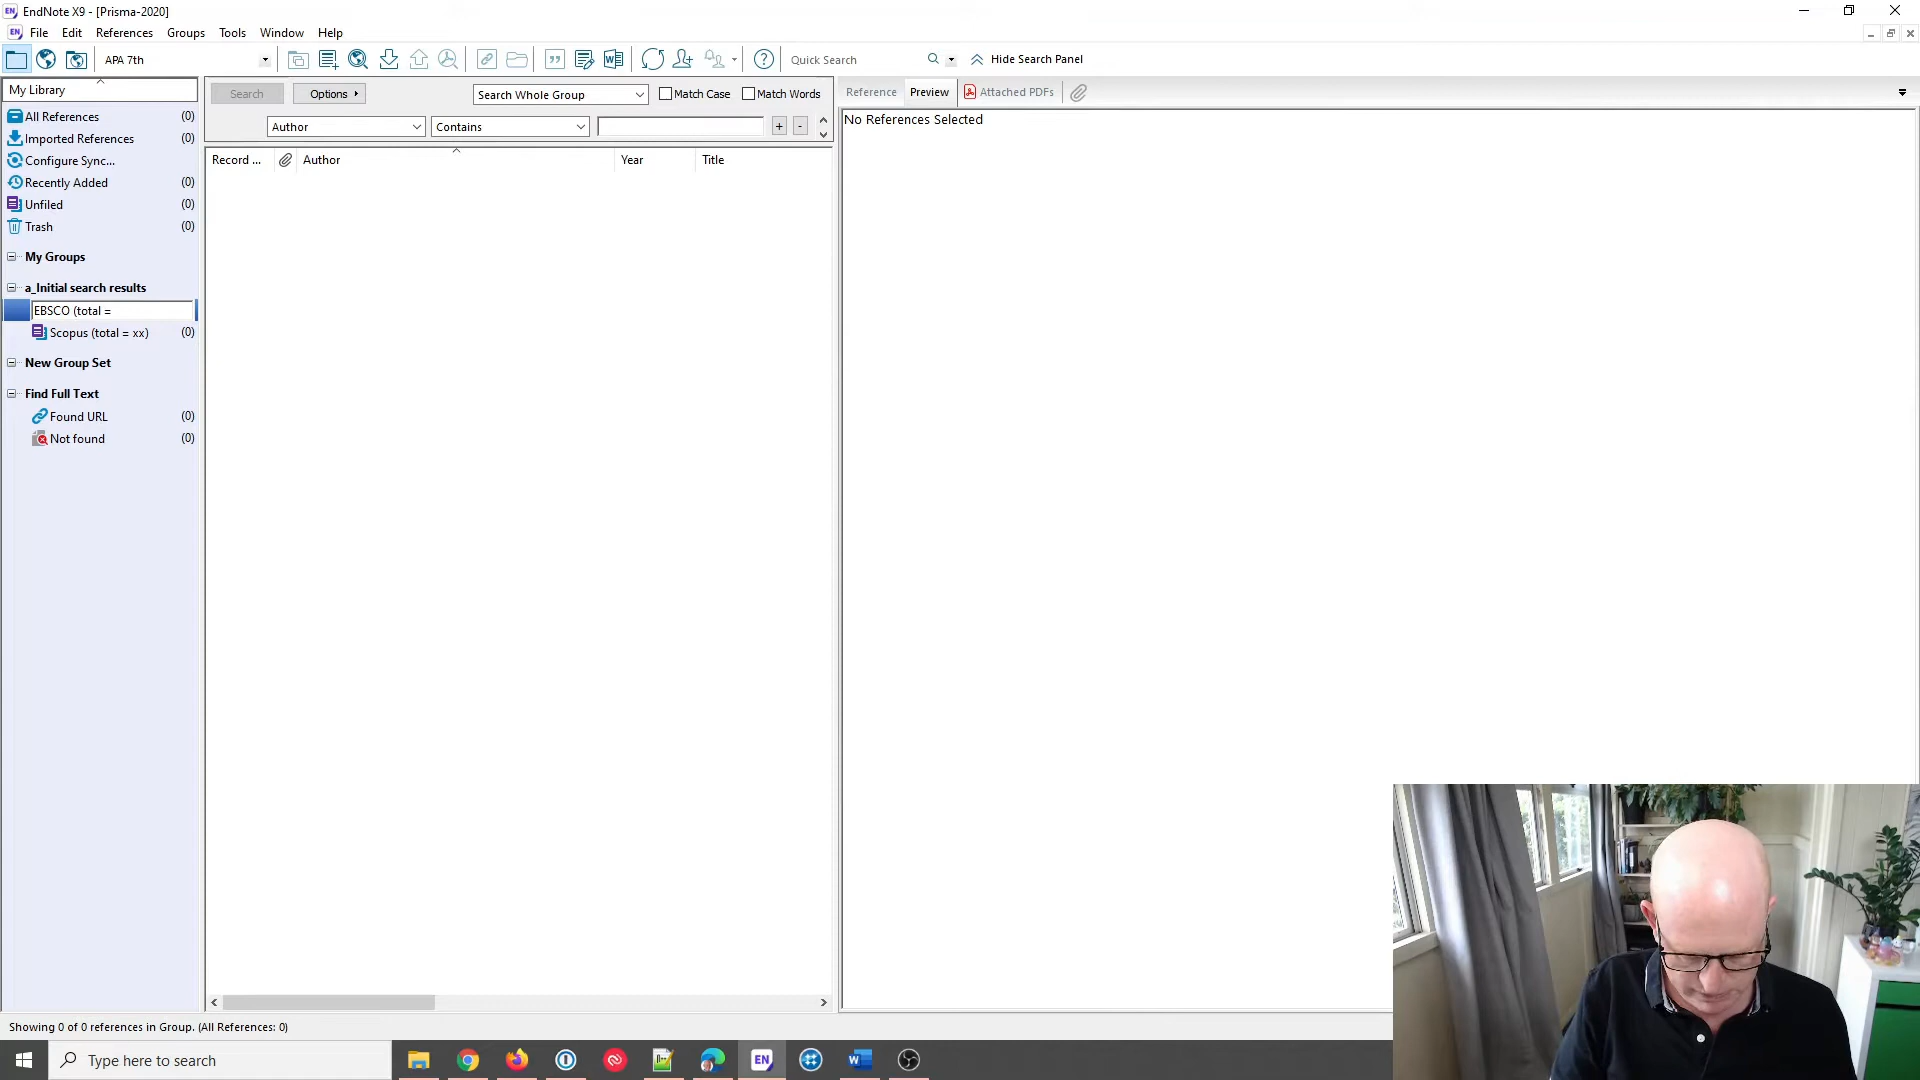 EndNote X9 - [Prisma-2020]
File Edit References Groups Tools Window Help
APA 7th
Quick Search
Hide Search Panel
My Library
All References (0)
Imported References (0)
Configure Sync...
Recently Added (0)
Unfiled (0)
Trash (0)
My Groups
a_Initial search results
EBSCO (total =
Scopus (total = xx) (0)
New Group Set
Find Full Text
Found URL (0)
Not found (0)
Search Options Search Whole Group Match Case Match Words
Author Contains + -
Record ... Author Year Title
Reference Preview Attached PDFs
No References Selected
Showing 0 of 0 references in Group. (All References: 0)
Type here to search
EN